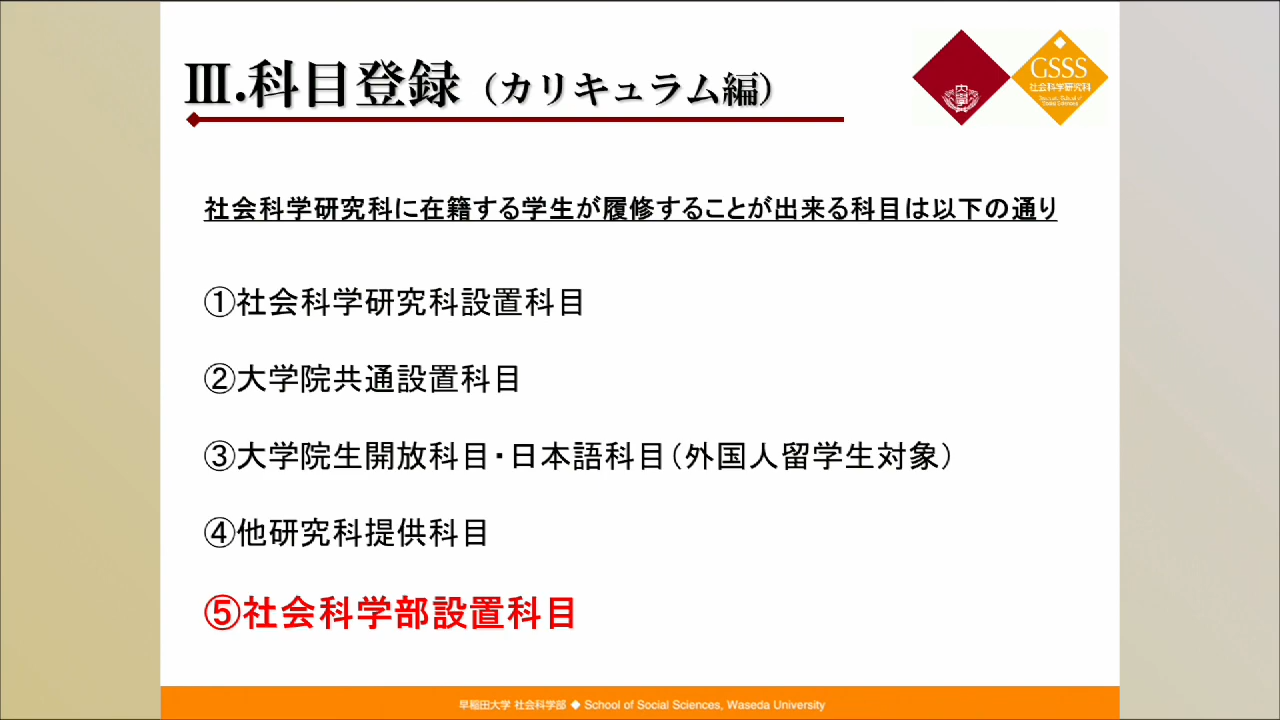 Ⅲ.科目登録（カリキュラム編）
GSSS
社会科学研究科
Graduate School of
Social Sciences
社会科学研究科に在籍する学生が履修することが出来る科目は以下の通り
①社会科学研究科設置科目
②大学院共通設置科目
③大学院生開放科目・日本語科目（外国人留学生対象）
④他研究科提供科目
⑤社会科学部設置科目
早稲田大学 社会科学部 ◆ School of Social Sciences, Waseda University